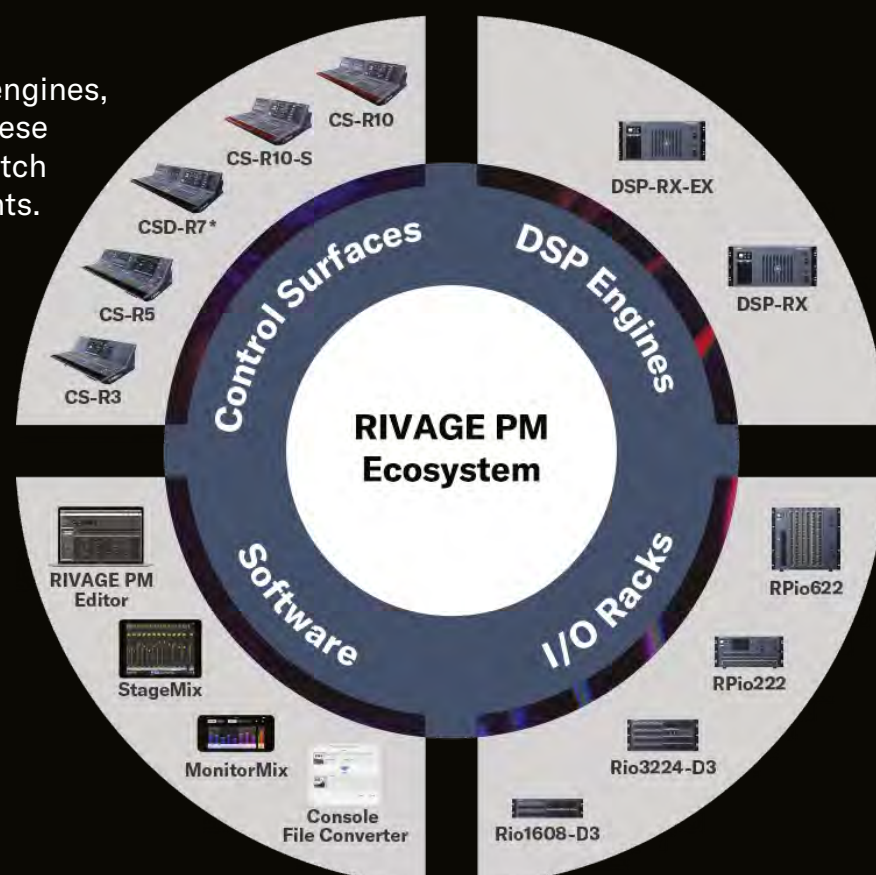 engines,
ese
tch
nts.
CS-R10
CS-R10-S
CSD-R7*
CS-R5
CS-R3
Control Surfaces
DSP-RX-EX
DSP-RX
DSP Engines
RIVAGE PM
Ecosystem
Software
RIVAGE PM
Editor
StageMix
MonitorMix
Console
File Converter
I/O Racks
RPio622
RPio222
Rio3224-D3
Rio1608-D3